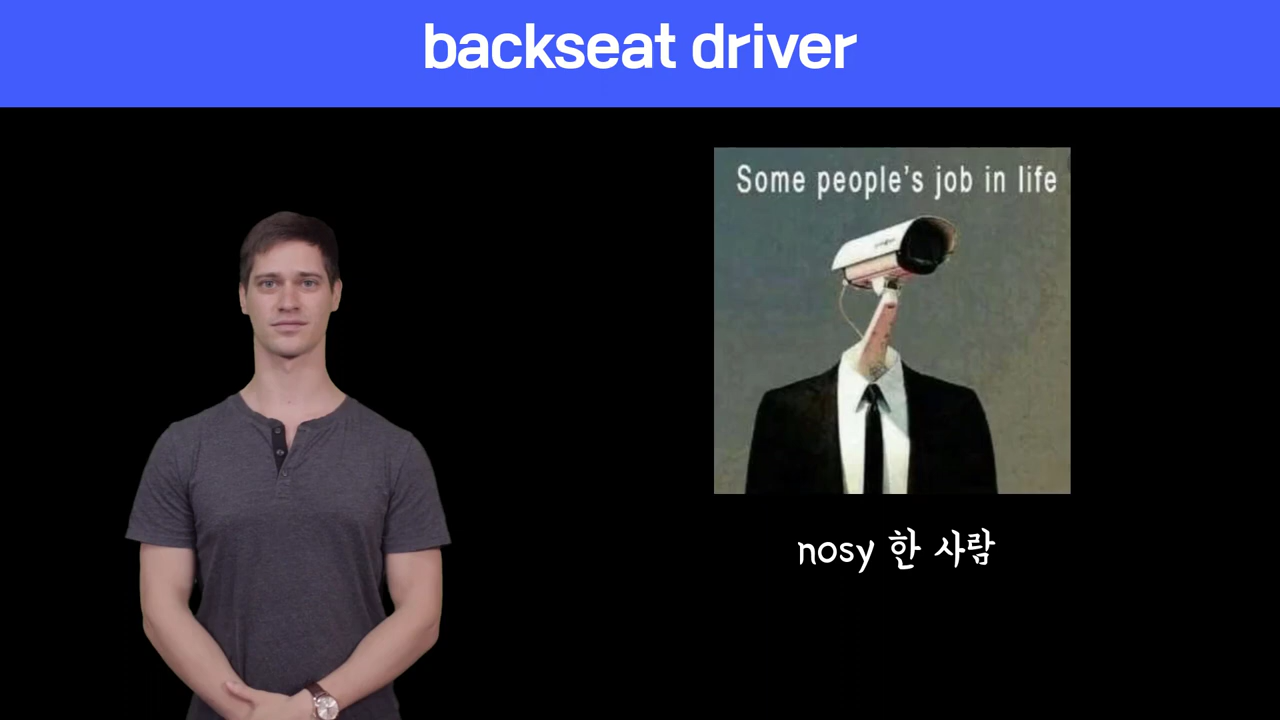 backseat driver
Some people's job in life
nosy 한 사람